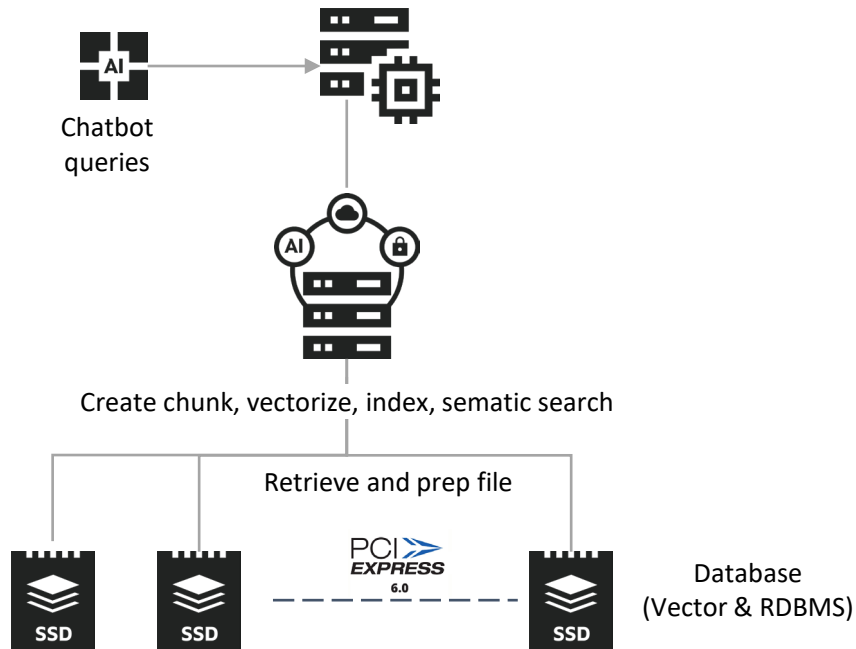 AI
Chatbot
queries
AI
Create chunk, vectorize, index, sematic search
Retrieve and prep file
PCI
EXPRESS
6.0
SSD
SSD
SSD
Database
(Vector & RDBMS)